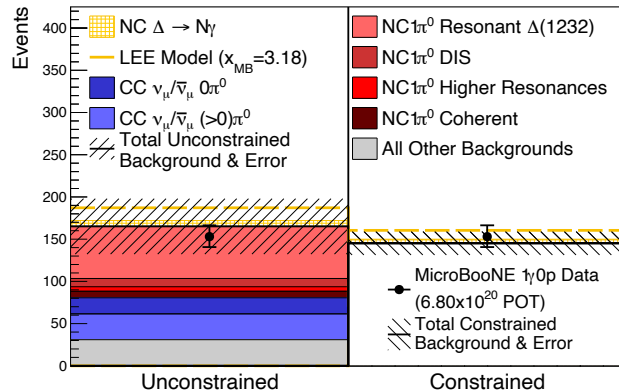 Events
400
350
300
250
200
150
100
50
0
NC Δ → Nγ
LEE Model (x_MB=3.18)
CC ν_μ/ν̄_μ 0π⁰
CC ν_μ/ν̄_μ (>0)π⁰
Total Unconstrained
Background & Error
NC1π⁰ Resonant Δ(1232)
NC1π⁰ DIS
NC1π⁰ Higher Resonances
NC1π⁰ Coherent
All Other Backgrounds
MicroBooNE 1γ0p Data
(6.80x10²⁰ POT)
Total Constrained
Background & Error
Unconstrained
Constrained